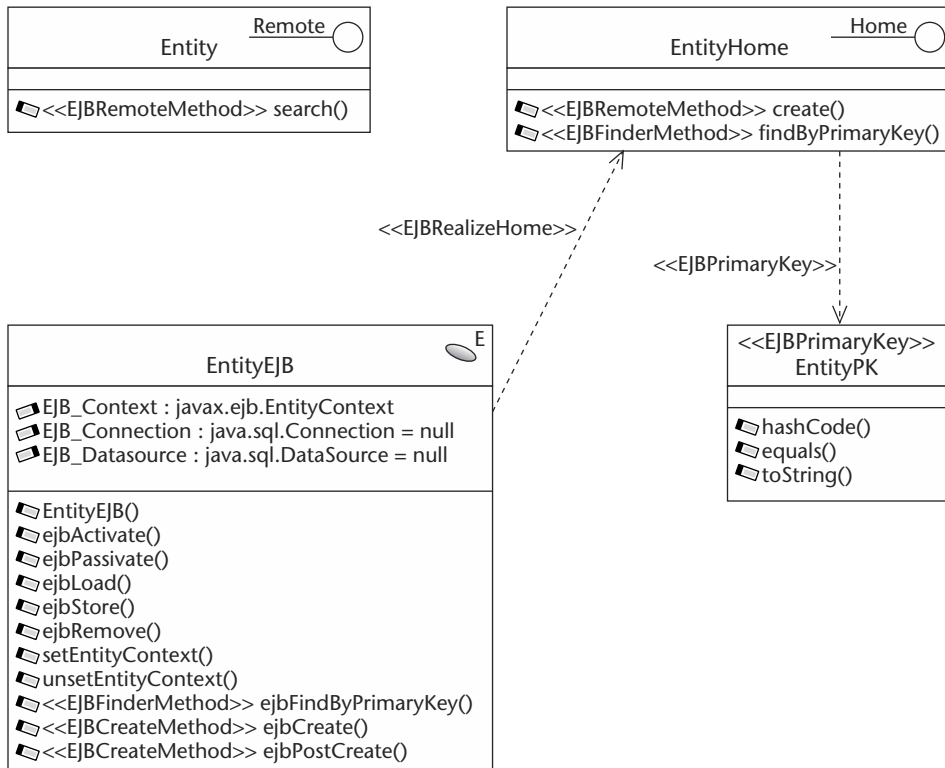 Remote
Entity
<<EJBRemoteMethod>> search()
Home
EntityHome
<<EJBRemoteMethod>> create()
<<EJBFinderMethod>> findByPrimaryKey()
<<EJBRealizeHome>>
<<EJBPrimaryKey>>
E
EntityEJB
EJB_Context : javax.ejb.EntityContext
EJB_Connection : java.sql.Connection = null
EJB_Datasource : java.sql.DataSource = null
EntityEJB()
ejbActivate()
ejbPassivate()
ejbLoad()
ejbStore()
ejbRemove()
setEntityContext()
unsetEntityContext()
<<EJBFinderMethod>> ejbFindByPrimaryKey()
<<EJBCreateMethod>> ejbCreate()
<<EJBCreateMethod>> ejbPostCreate()
<<EJBPrimaryKey>>
EntityPK
hashCode()
equals()
toString()